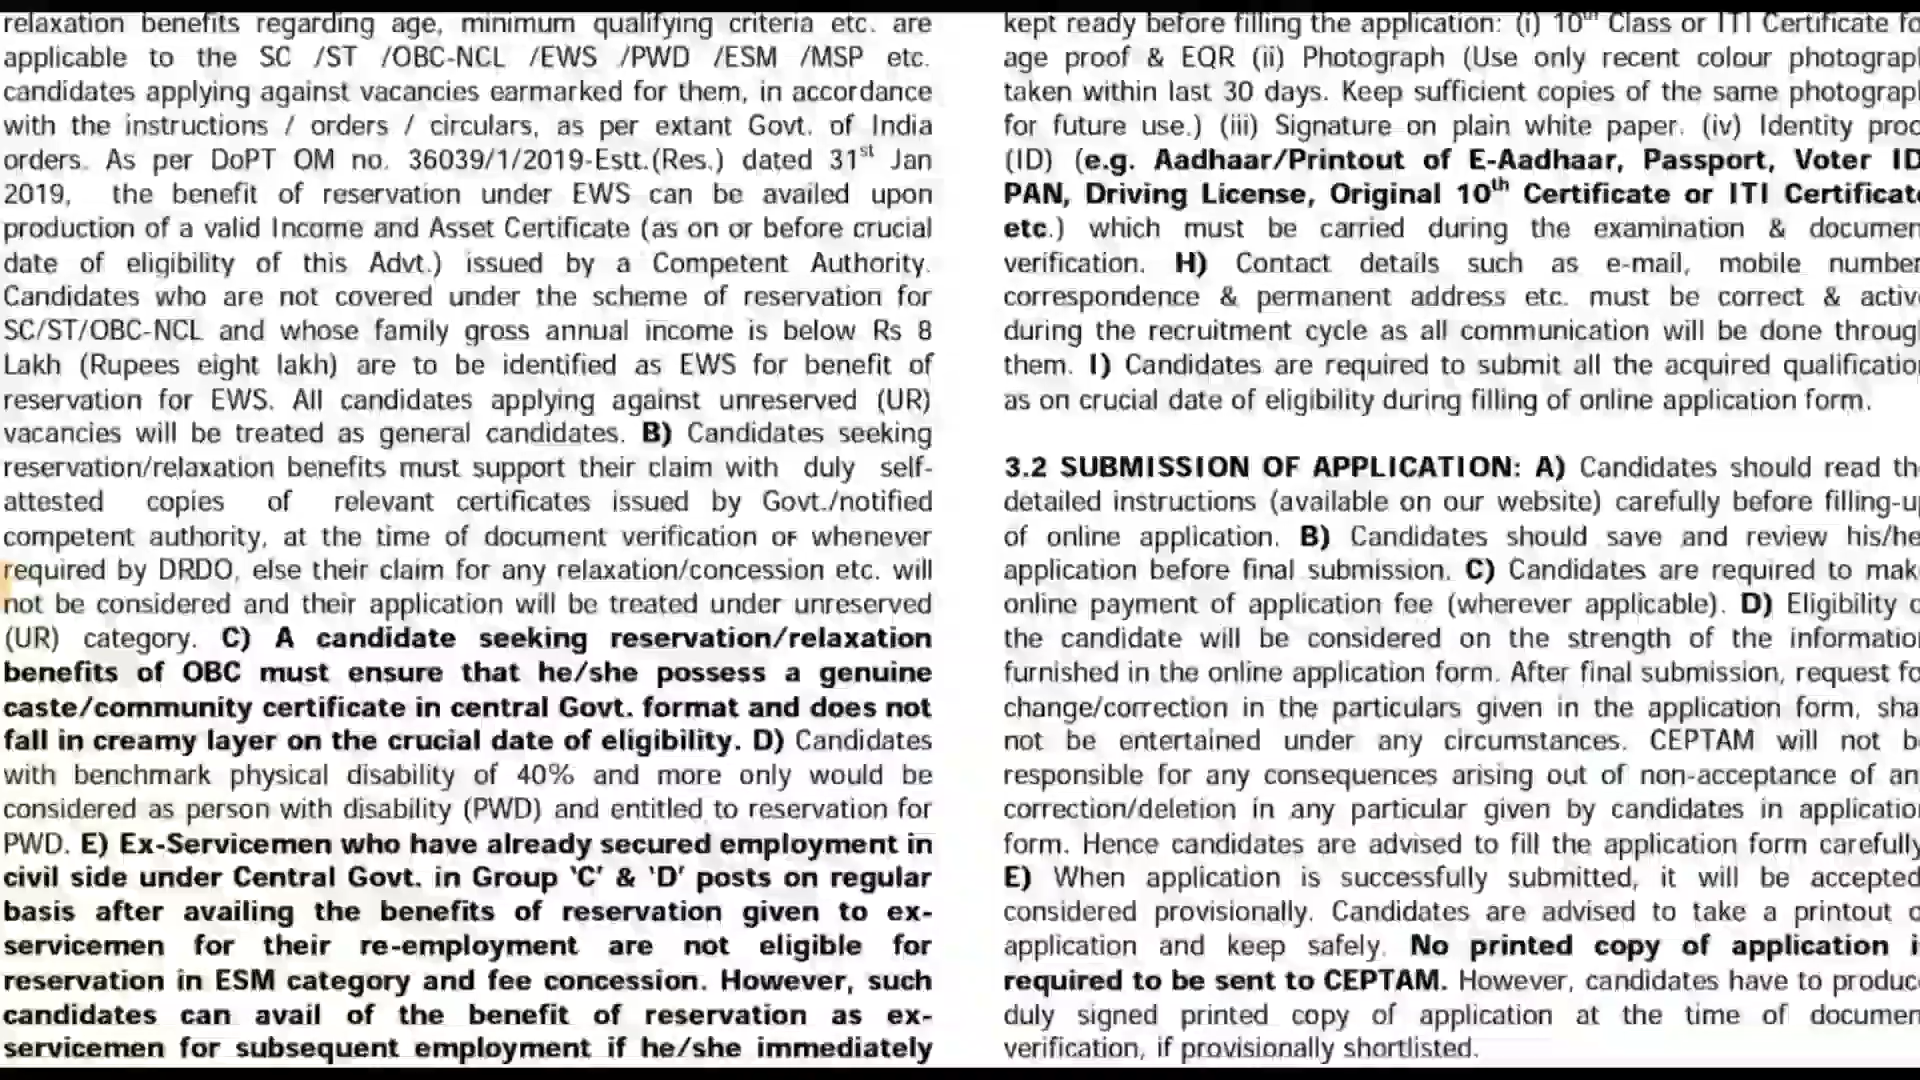 relaxation benefits regarding age, minimum qualifying criteria etc. are
applicable to the SC /ST /OBC-NCL /EWS /PWD /ESM /MSP etc.
candidates applying against vacancies earmarked for them, in accordance
with the instructions / orders / circulars, as per extant Govt. of India
orders. As per DoPT OM no. 36039/1/2019-Estt.(Res.) dated 31st Jan
2019, the benefit of reservation under EWS can be availed upon
production of a valid Income and Asset Certificate (as on or before crucial
date of eligibility of this Advt.) issued by a Competent Authority.
Candidates who are not covered under the scheme of reservation for
SC/ST/OBC-NCL and whose family gross annual income is below Rs 8
Lakh (Rupees eight lakh) are to be identified as EWS for benefit of
reservation for EWS. All candidates applying against unreserved (UR)
vacancies will be treated as general candidates. B) Candidates seeking
reservation/relaxation benefits must support their claim with duly self-
attested copies of relevant certificates issued by Govt./notified
competent authority, at the time of document verification or whenever
required by DRDO, else their claim for any relaxation/concession etc. will
not be considered and their application will be treated under unreserved
(UR) category. C) A candidate seeking reservation/relaxation
benefits of OBC must ensure that he/she possess a genuine
caste/community certificate in central Govt. format and does not
fall in creamy layer on the crucial date of eligibility. D) Candidates
with benchmark physical disability of 40% and more only would be
considered as person with disability (PWD) and entitled to reservation for
PWD. E) Ex-Servicemen who have already secured employment in
civil side under Central Govt. in Group 'C' & 'D' posts on regular
basis after availing the benefits of reservation given to ex-
servicemen for their re-employment are not eligible for
reservation in ESM category and fee concession. However, such
candidates can avail of the benefit of reservation as ex-
servicemen for subsequent employment if he/she immediately
kept ready before filling the application: (i) 10th Class or ITI Certificate fo
age proof & EQR (ii) Photograph (Use only recent colour photograp
taken within last 30 days. Keep sufficient copies of the same photograp
for future use.) (iii) Signature on plain white paper. (iv) Identity proo
(ID) (e.g. Aadhaar/Printout of E-Aadhaar, Passport, Voter ID
PAN, Driving License, Original 10th Certificate or ITI Certificat
etc.) which must be carried during the examination & documen
verification. H) Contact details such as e-mail, mobile number
correspondence & permanent address etc. must be correct & activ
during the recruitment cycle as all communication will be done throug
them. I) Candidates are required to submit all the acquired qualificatio
as on crucial date of eligibility during filling of online application form.
3.2 SUBMISSION OF APPLICATION: A) Candidates should read th
detailed instructions (available on our website) carefully before filling-u
of online application. B) Candidates should save and review his/he
application before final submission. C) Candidates are required to mak
online payment of application fee (wherever applicable). D) Eligibility o
the candidate will be considered on the strength of the informatio
furnished in the online application form. After final submission, request fo
change/correction in the particulars given in the application form, sha
not be entertained under any circumstances. CEPTAM will not b
responsible for any consequences arising out of non-acceptance of an
correction/deletion in any particular given by candidates in applicatio
form. Hence candidates are advised to fill the application form carefully
E) When application is successfully submitted, it will be accepted
considered provisionally. Candidates are advised to take a printout o
application and keep safely. No printed copy of application i
required to be sent to CEPTAM. However, candidates have to produc
duly signed printed copy of application at the time of documen
verification, if provisionally shortlisted.